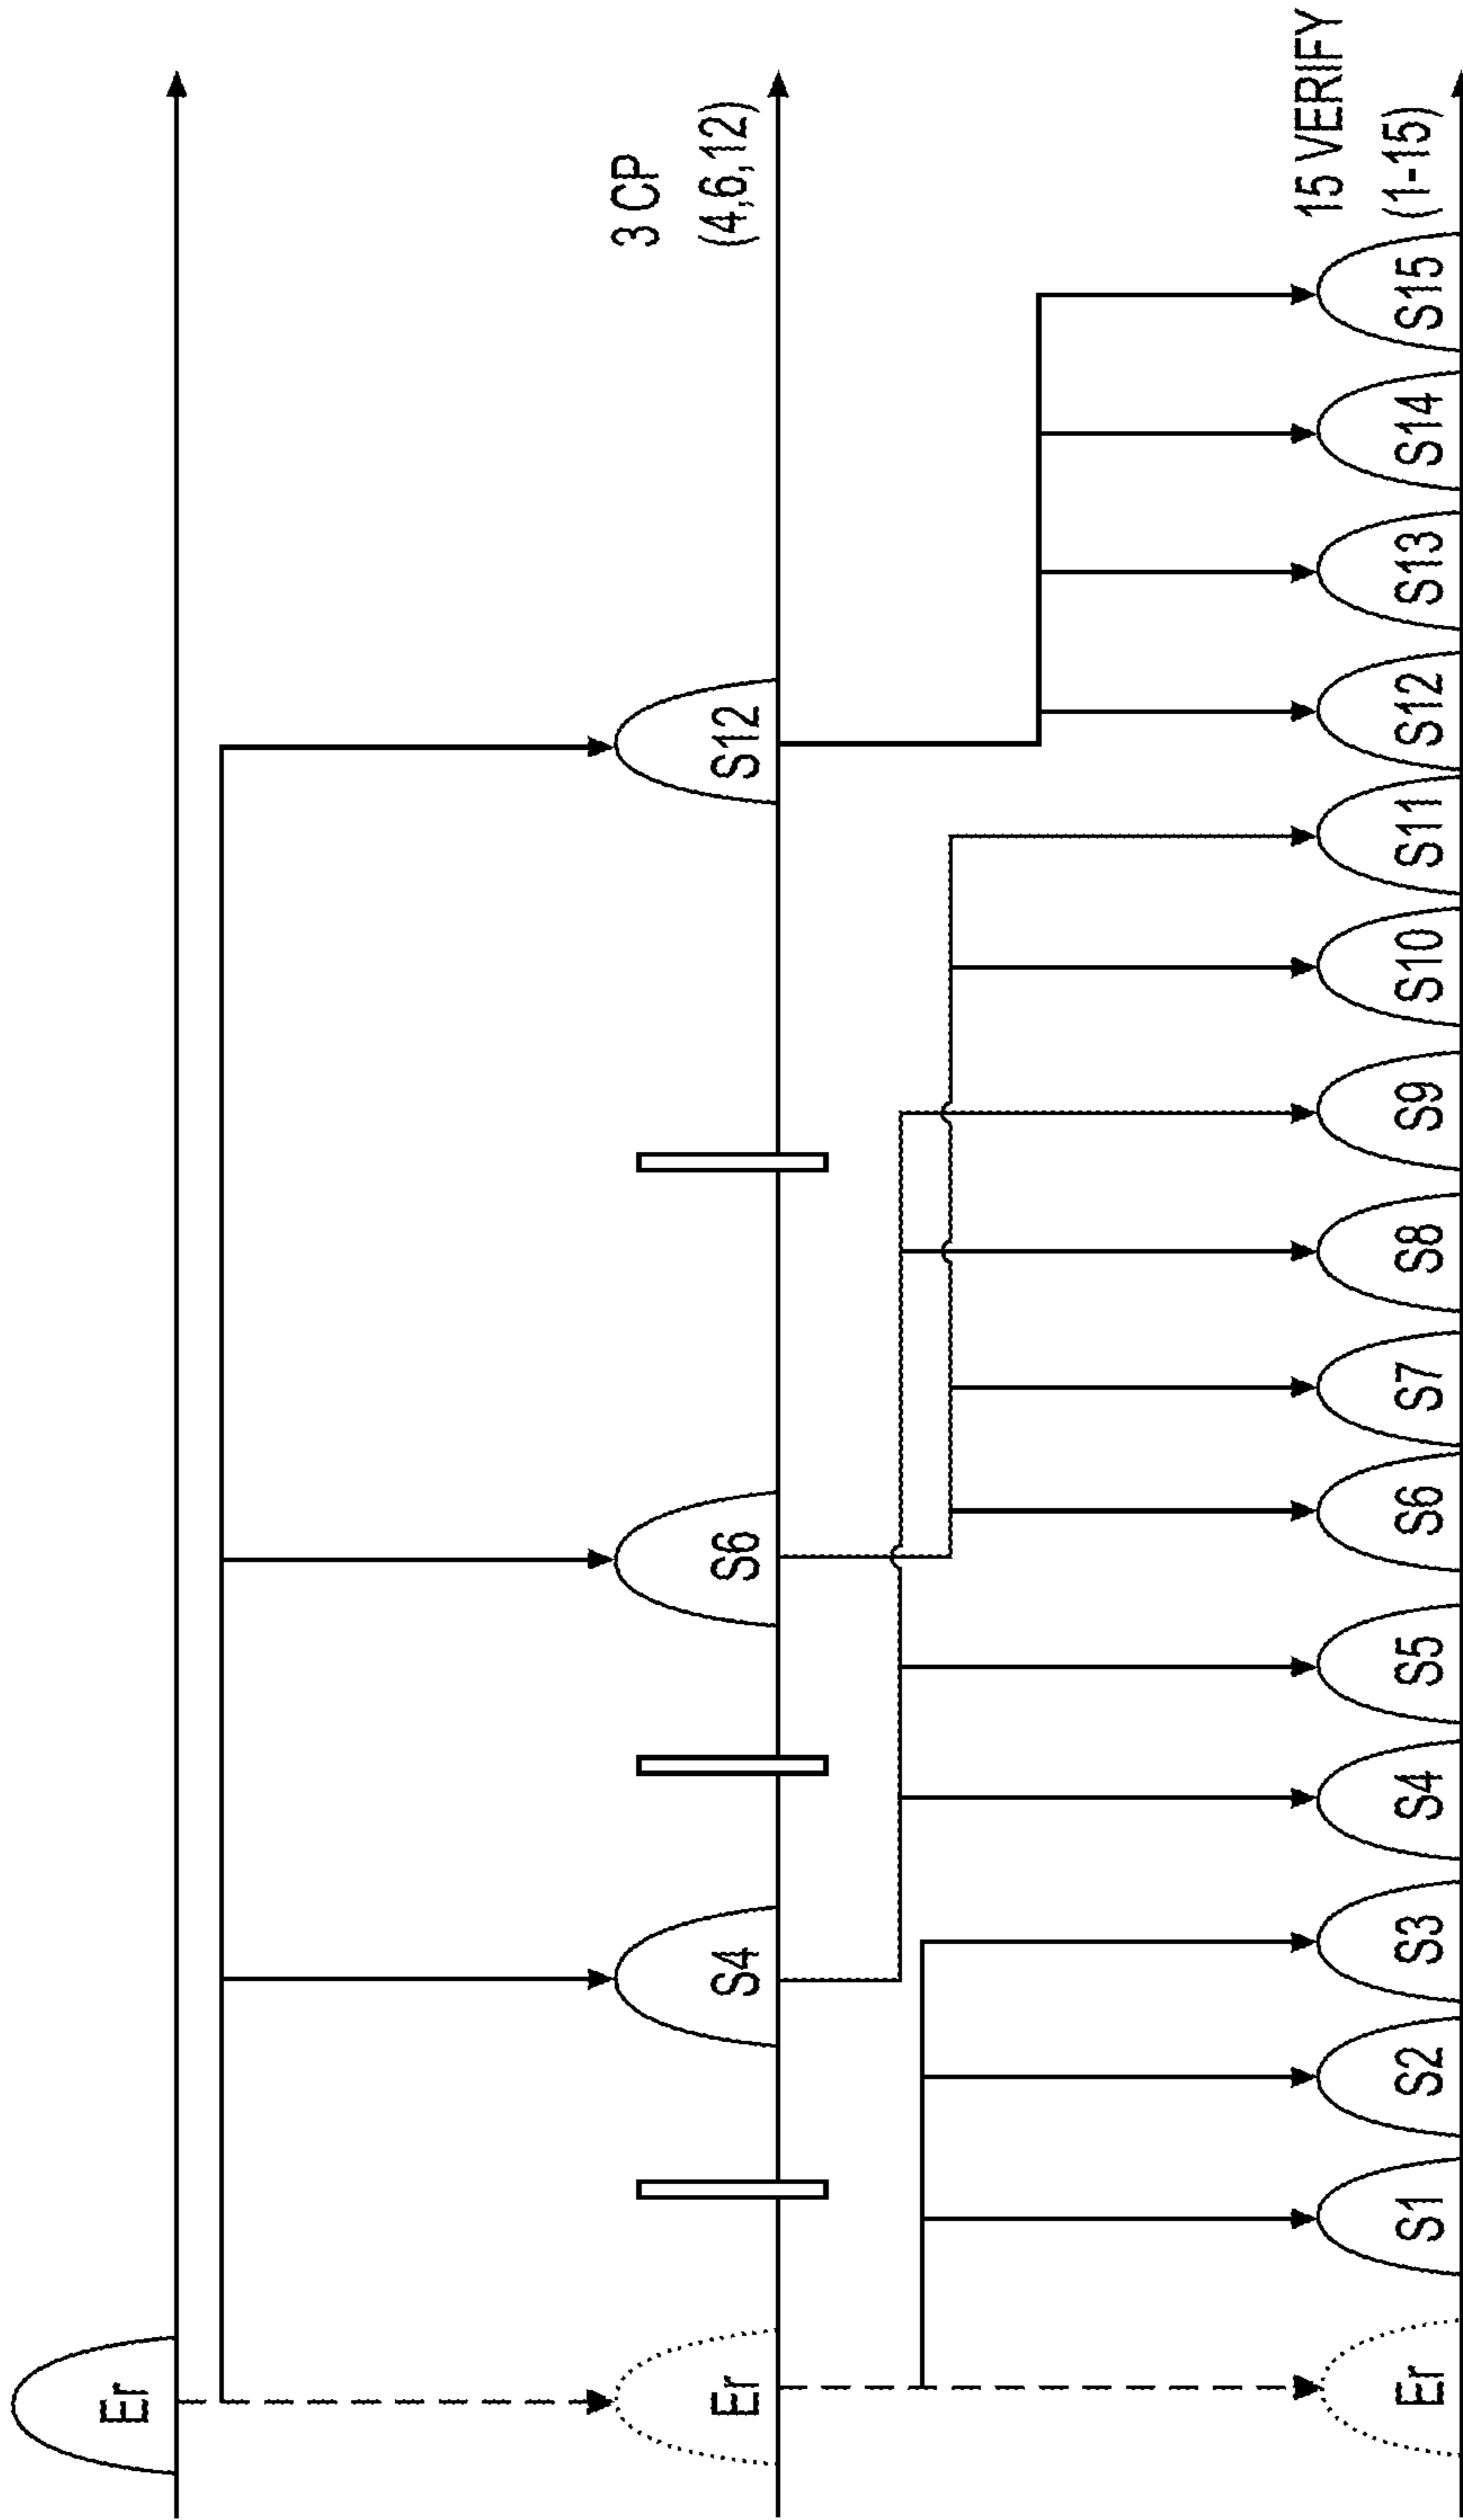 Er
3 CP
(4,6,12)
Er
S4
S6
S12
15 VERIFY
(1-15)
Er
S1
S2
S3
S4
S5
S6
S7
S8
S9
S10
S11
S12
S13
S14
S15